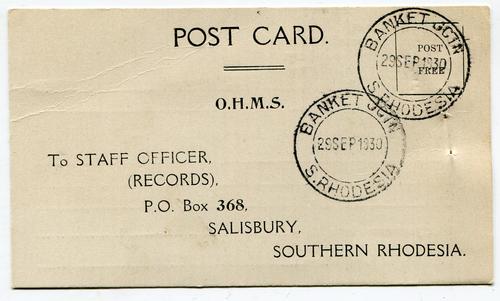 POST CARD.
BANKET JCTN
POST
FREE
29 SEP 1930
S. RHODESIA
O.H.M.S.
BANKET JCTN
29 SEP 1930
S. RHODESIA
To STAFF OFFICER,
(RECORDS),
P.O. Box 368,
SALISBURY,
SOUTHERN RHODESIA.